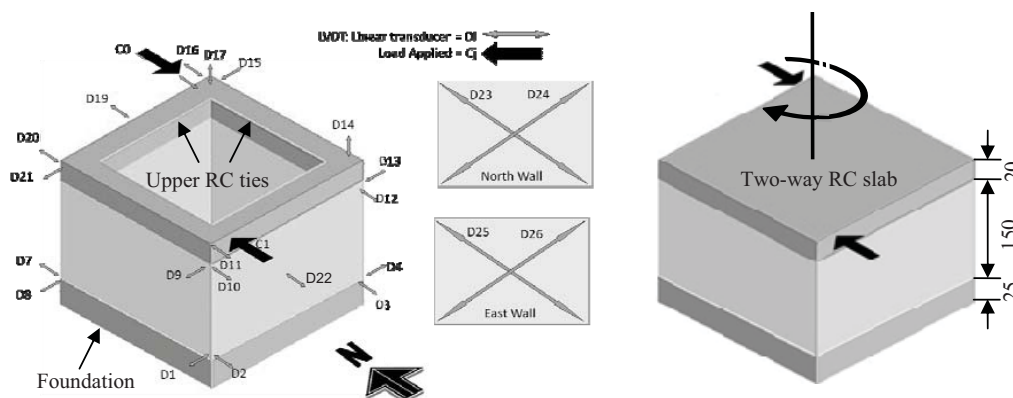 LVDT: Linear transducer = Di
Load Applied = Cj
C0
D16
D17
D15
D19
D14
D20
D13
D21
D12
Upper RC ties
C1
D11
D9
D10
D22
D7
D4
D8
D3
D1
D2
Foundation
N
D23
D24
North Wall
D25
D26
East Wall
Two-way RC slab
20
150
25